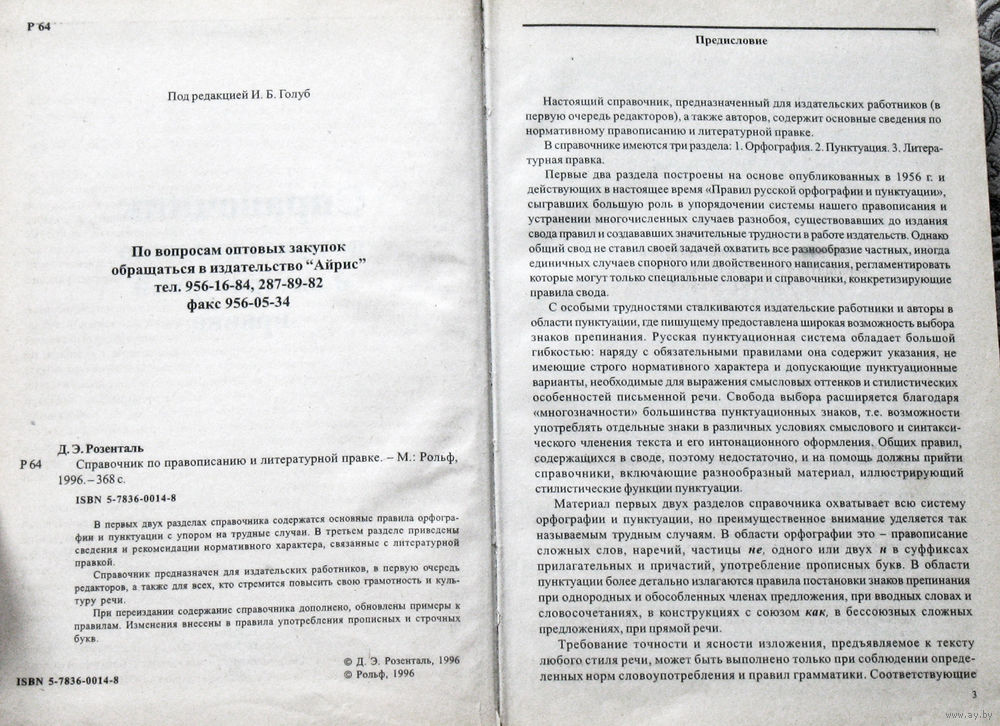 Р 64
Под редакцией И. Б. Голуб
По вопросам оптовых закупок
обращаться в издательство “Айрис”
тел. 956-16-84, 287-89-82
факс 956-05-34
Д. Э. Розенталь
Р 64 Справочник по правописанию и литературной правке. – М.: Рольф,
1996. – 368 с.
ISBN 5-7836-0014-8
В первых двух разделах справочника содержатся основные правила орфогра-
фии и пунктуации с упором на трудные случаи. В третьем разделе приведены
сведения и рекомендации нормативного характера, связанные с литературной
правкой.
Справочник предназначен для издательских работников, в первую очередь
редакторов, а также для всех, кто стремится повысить свою грамотность и куль-
туру речи.
При переиздании содержание справочника дополнено, обновлены примеры к
правилам. Изменения внесены в правила употребления прописных и строчных
букв.
© Д. Э. Розенталь, 1996
© Рольф, 1996
ISBN 5-7836-0014-8
Предисловие
Настоящий справочник, предназначенный для издательских работников (в
первую очередь редакторов), а также авторов, содержит основные сведения по
нормативному правописанию и литературной правке.
В справочнике имеются три раздела: 1. Орфография. 2. Пунктуация. 3. Литера-
турная правка.
Первые два раздела построены на основе опубликованных в 1956 г. и
действующих в настоящее время «Правил русской орфографии и пунктуации»,
сыгравших большую роль в упорядочении системы нашего правописания и
устранении многочисленных случаев разнобоя, существовавших до издания
свода правил и создававших значительные трудности в работе издательств. Однако
общий свод не ставил своей задачей охватить все разнообразие частных, иногда
единичных случаев спорного или двойственного написания, регламентировать
которые могут только специальные словари и справочники, конкретизирующие
правила свода.
С особыми трудностями сталкиваются издательские работники и авторы в
области пунктуации, где пишущему предоставлена широкая возможность выбора
знаков препинания. Русская пунктуационная система обладает большой
гибкостью: наряду с обязательными правилами она содержит указания, не
имеющие строго нормативного характера и допускающие пунктуационные
варианты, необходимые для выражения смысловых оттенков и стилистических
особенностей письменной речи. Свобода выбора расширяется благодаря
«многозначности» большинства пунктуационных знаков, т.е. возможности
употреблять отдельные знаки в различных условиях смыслового и синтакси-
ческого членения текста и его интонационного оформления. Общих правил,
содержащихся в своде, поэтому недостаточно, и на помощь должны прийти
справочники, включающие разнообразный материал, иллюстрирующий
стилистические функции пунктуации.
Материал первых двух разделов справочника охватывает всю систему
орфографии и пунктуации, но преимущественное внимание уделяется так
называемым трудным случаям. В области орфографии это – правописание
сложных слов, наречий, частицы не, одного или двух н в суффиксах
прилагательных и причастий, употребление прописных букв. В области
пунктуации более детально излагаются правила постановки знаков препинания
при однородных и обособленных членах предложения, при вводных словах и
словосочетаниях, в конструкциях с союзом как, в бессоюзных сложных
предложениях, при прямой речи.
Требование точности и ясности изложения, предъявляемое к тексту
любого стиля речи, может быть выполнено только при соблюдении опреде-
ленных норм словоупотребления и правил грамматики. Соответствующие
3
www.ay.by